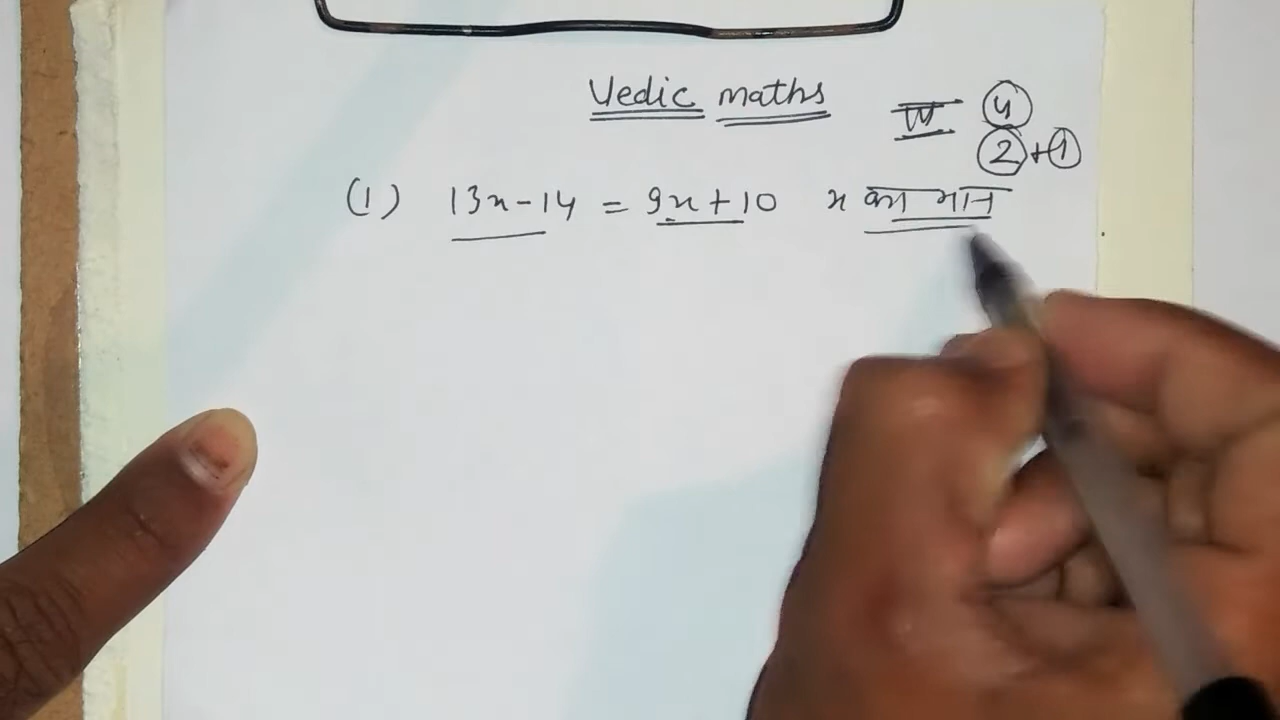 Vedic maths
4
2+1
(1) 13x-14 = 9x+10 x का मान